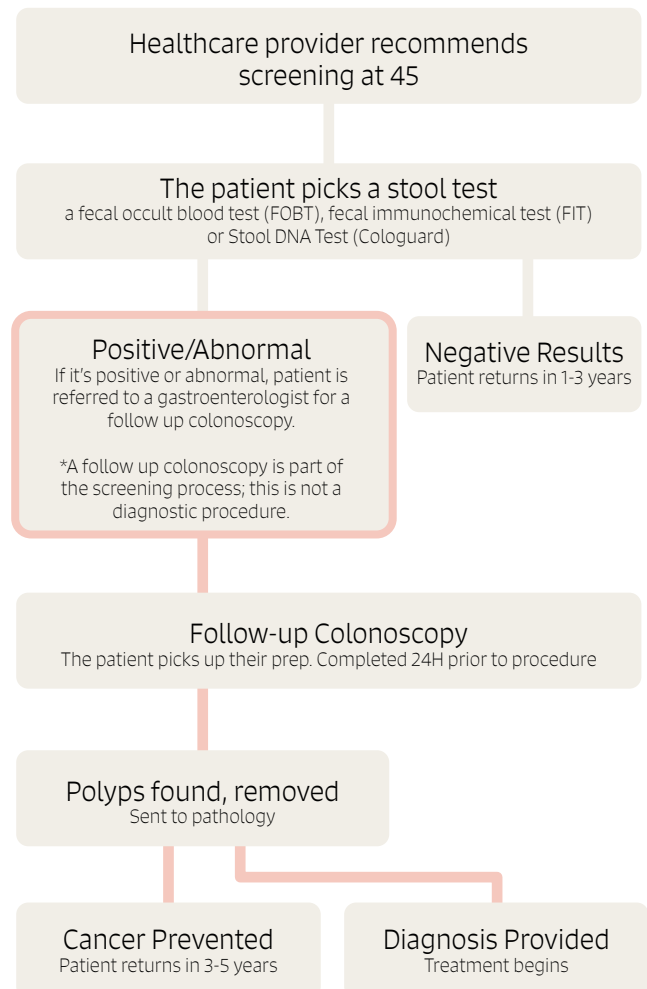 Healthcare provider recommends
screening at 45
The patient picks a stool test
a fecal occult blood test (FOBT), fecal immunochemical test (FIT)
or Stool DNA Test (Cologuard)
Positive/Abnormal
If it's positive or abnormal, patient is
referred to a gastroenterologist for a
follow up colonoscopy.
*A follow up colonoscopy is part of
the screening process; this is not a
diagnostic procedure.
Negative Results
Patient returns in 1-3 years
Follow-up Colonoscopy
The patient picks up their prep. Completed 24H prior to procedure
Polyps found, removed
Sent to pathology
Cancer Prevented
Patient returns in 3-5 years
Diagnosis Provided
Treatment begins